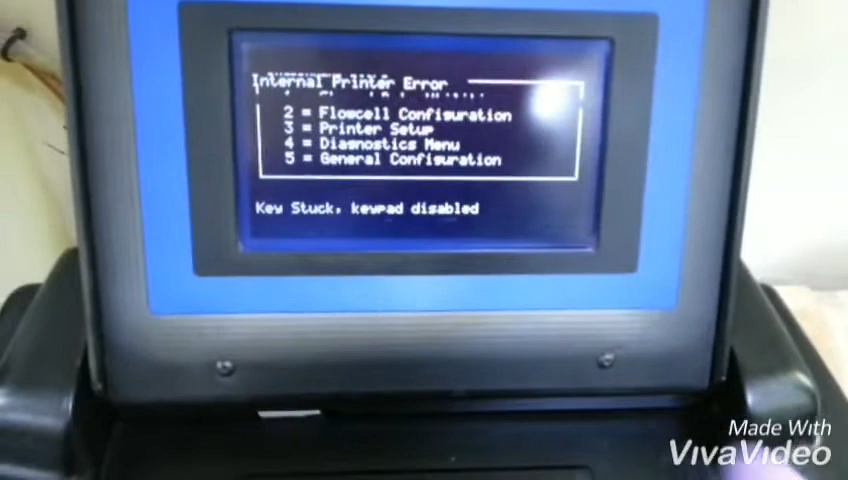 Internal Printer Error
2 = Flowcell Configuration
3 = Printer Setup
4 = Diagnostics Menu
5 = General Configuration
Key Stuck, keypad disabled
Made With
VivaVideo